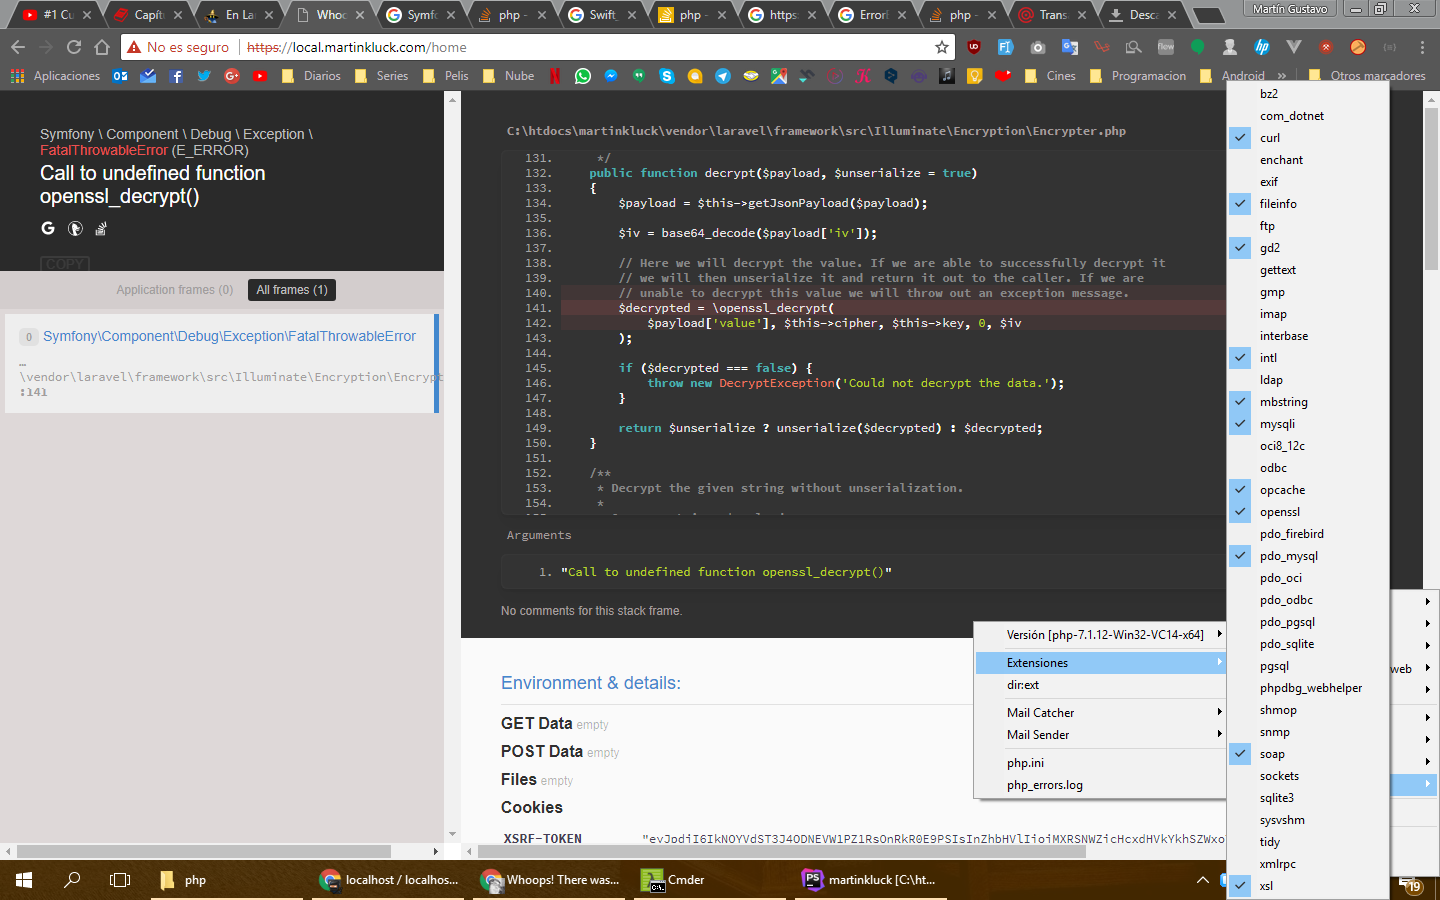 #1 Cu
Capítu
En Lar
Whoo
Symfo
php -
Swift_
php -
https:
ErrorE
php -
Trans
Desca
Martín Gustavo
No es seguro
https://local.martinkluck.com/home
Aplicaciones
Diarios
Series
Pelis
Nube
Cines
Programacion
Android
»
Otros marcadores
Symfony \ Component \ Debug \ Exception \
FatalThrowableError (E_ERROR)
Call to undefined function
openssl_decrypt()
COPY
Application frames (0)
All frames (1)
0 Symfony\Component\Debug\Exception\FatalThrowableError
…
\vendor\laravel\framework\src\Illuminate\Encryption\Encrypt
:141
C:\htdocs\martinkluck\vendor\laravel\framework\src\Illuminate\Encryption\Encrypter.php
131. */
132. public function decrypt($payload, $unserialize = true)
133. {
134. $payload = $this->getJsonPayload($payload);
135.
136. $iv = base64_decode($payload['iv']);
137.
138. // Here we will decrypt the value. If we are able to successfully decrypt it
139. // we will then unserialize it and return it out to the caller. If we are
140. // unable to decrypt this value we will throw out an exception message.
141. $decrypted = \openssl_decrypt(
142. $payload['value'], $this->cipher, $this->key, 0, $iv
143. );
144.
145. if ($decrypted === false) {
146. throw new DecryptException('Could not decrypt the data.');
147. }
148.
149. return $unserialize ? unserialize($decrypted) : $decrypted;
150. }
151.
152. /**
153. * Decrypt the given string without unserialization.
154. *
Arguments
1. "Call to undefined function openssl_decrypt()"
No comments for this stack frame.
Environment & details:
GET Data empty
POST Data empty
Files empty
Cookies
XSRF-TOKEN
Versión [php-7.1.12-Win32-VC14-x64]
Extensiones
dir:ext
Mail Catcher
Mail Sender
php.ini
php_errors.log
bz2
com_dotnet
curl
enchant
exif
fileinfo
ftp
gd2
gettext
gmp
imap
interbase
intl
ldap
mbstring
mysqli
oci8_12c
odbc
opcache
openssl
pdo_firebird
pdo_mysql
pdo_oci
pdo_odbc
pdo_pgsql
pdo_sqlite
pgsql
phpdbg_webhelper
shmop
snmp
soap
sockets
sqlite3
sysvshm
tidy
xmlrpc
xsl
web
php
localhost / localhos...
Whoops! There was...
Cmder
martinkluck [C:\ht...
19